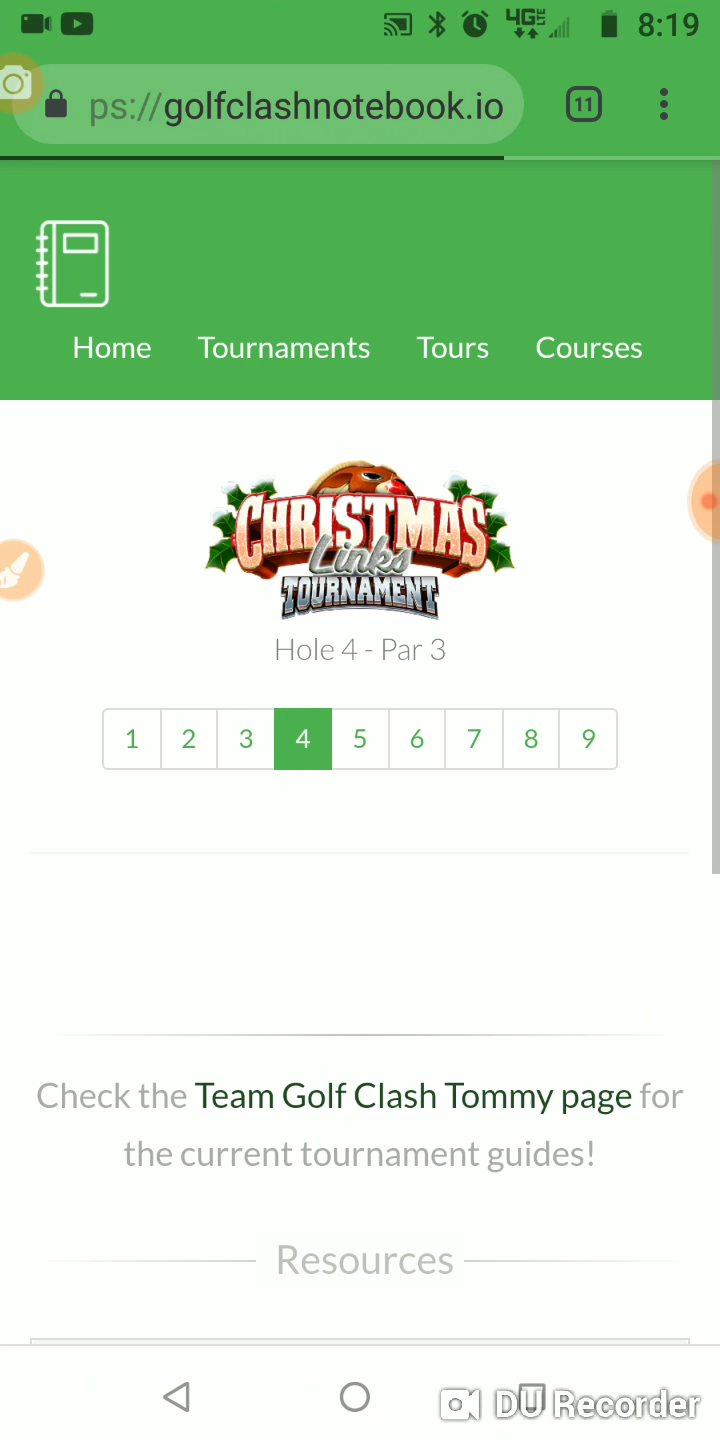 4G LTE 8:19
ps://golfclashnotebook.io
11
Home Tournaments Tours Courses
CHRISTMAS
Links
TOURNAMENT
Hole 4 - Par 3
1 2 3 4 5 6 7 8 9
Check the Team Golf Clash Tommy page for
the current tournament guides!
Resources
DU Recorder